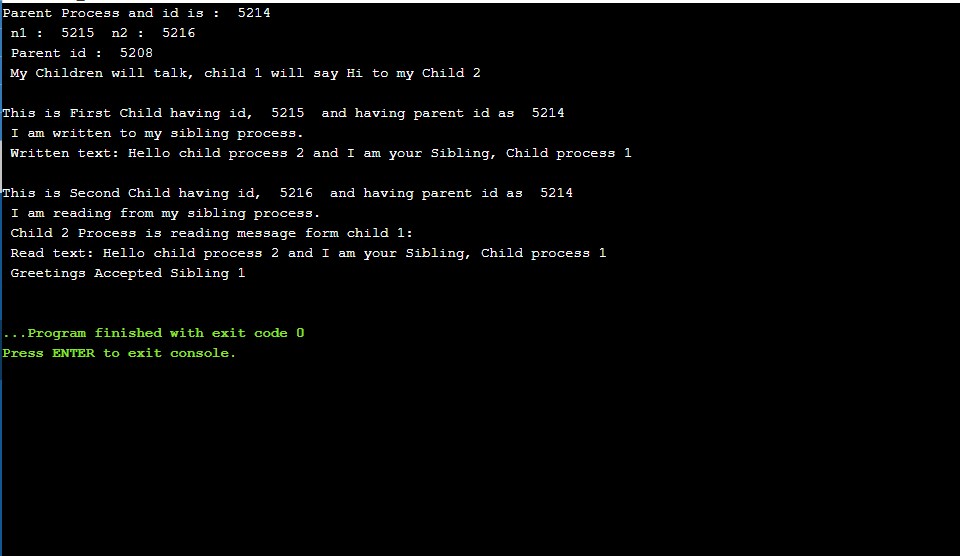 Parent Process and id is :  5214
n1 :  5215  n2 :  5216
Parent id :  5208
My Children will talk, child 1 will say Hi to my Child 2
This is First Child having id,  5215  and having parent id as  5214
I am written to my sibling process.
Written text: Hello child process 2 and I am your Sibling, Child process 1
This is Second Child having id,  5216  and having parent id as  5214
I am reading from my sibling process.
Child 2 Process is reading message form child 1:
Read text: Hello child process 2 and I am your Sibling, Child process 1
Greetings Accepted Sibling 1
...Program finished with exit code 0
Press ENTER to exit console.